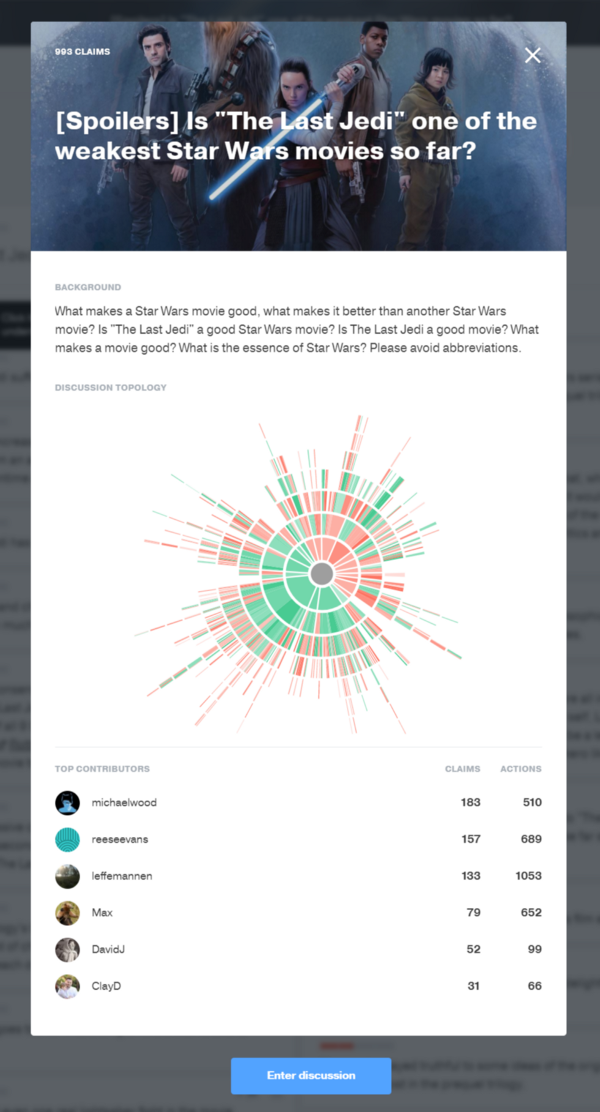 993 CLAIMS
[Spoilers] Is "The Last Jedi" one of the
weakest Star Wars movies so far?
BACKGROUND
What makes a Star Wars movie good, what makes it better than another Star Wars
movie? Is "The Last Jedi" a good Star Wars movie? Is The Last Jedi a good movie? What
makes a movie good? What is the essence of Star Wars? Please avoid abbreviations.
DISCUSSION TOPOLOGY
TOP CONTRIBUTORS CLAIMS ACTIONS
michaelwood 183 510
reeseevans 157 689
leffemannen 133 1053
Max 79 652
DavidJ 52 99
ClayD 31 66
Enter discussion